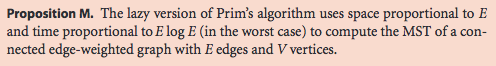 Proposition M. The lazy version of Prim's algorithm uses space proportional to E
and time proportional to E log E (in the worst case) to compute the MST of a con-
nected edge-weighted graph with E edges and V vertices.